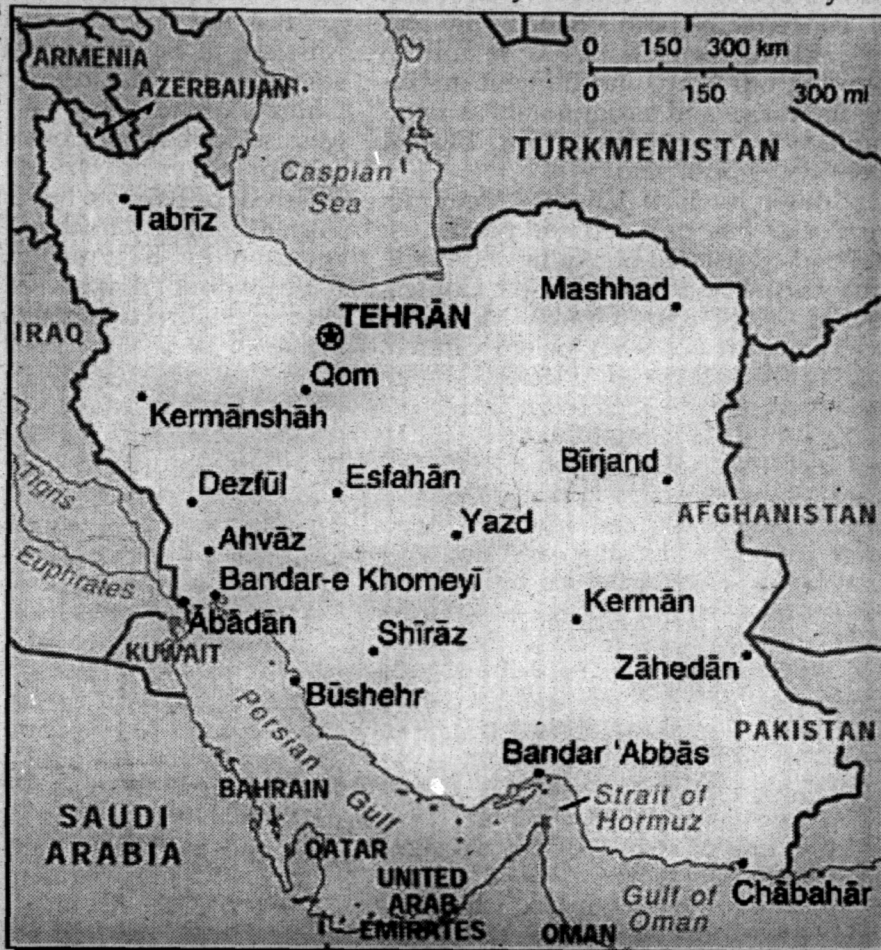 ARMENIA
AZERBAIJAN
0 150 300 km
0 150 300 mi
TURKMENISTAN
Caspian
Sea
Tabrīz
Mashhad
TEHRĀN
IRAQ
Qom
Kermānshāh
Bīrjand
Dezfūl
Esfahān
Tigris
Yazd
AFGHANISTAN
Ahvāz
Euphrates
Bandar-e Khomeyī
Kermān
Ābādān
Shīrāz
KUWAIT
Zāhedān
Būshehr
Persian
Gulf
PAKISTAN
Bandar 'Abbās
BAHRAIN
Strait of
Hormuz
SAUDI
ARABIA
QATAR
UNITED
ARAB
EMIRATES
Gulf of
Oman
Chābahār
OMAN